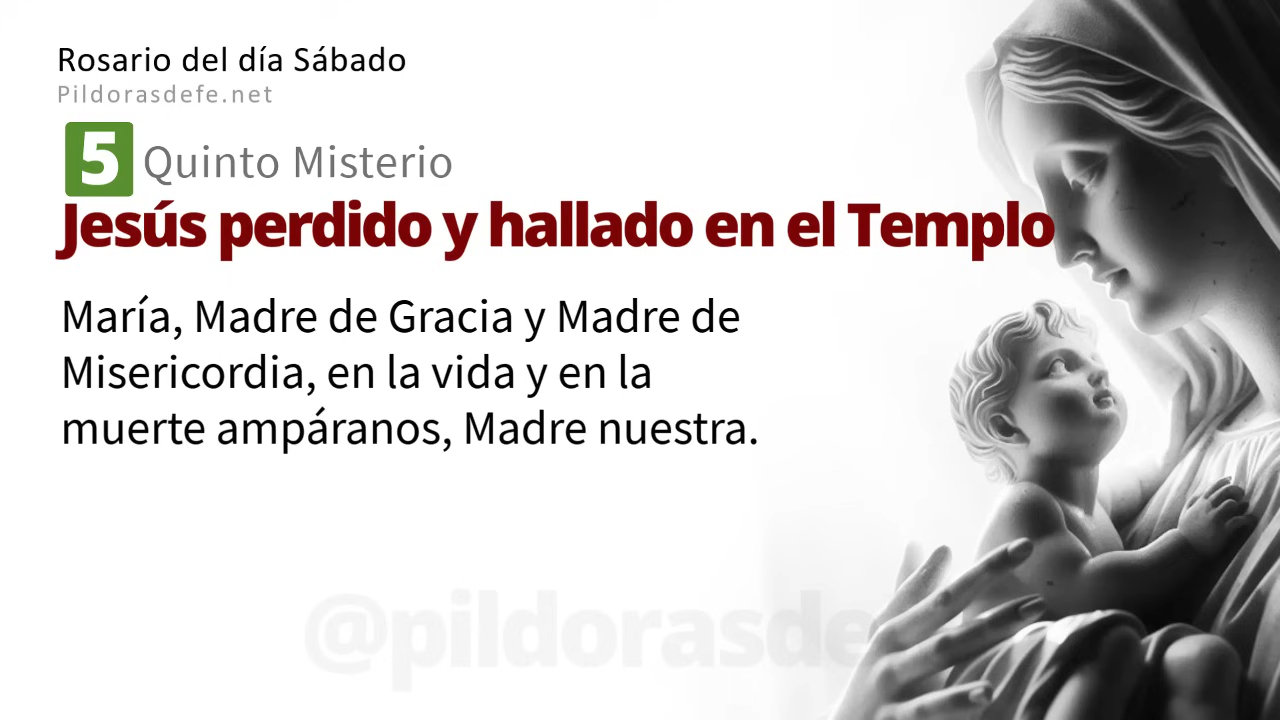 Rosario del día Sábado
Pildorasdefe.net
5 Quinto Misterio
Jesús perdido y hallado en el Templo
María, Madre de Gracia y Madre de
Misericordia, en la vida y en la
muerte ampáranos, Madre nuestra.
@pildorasde